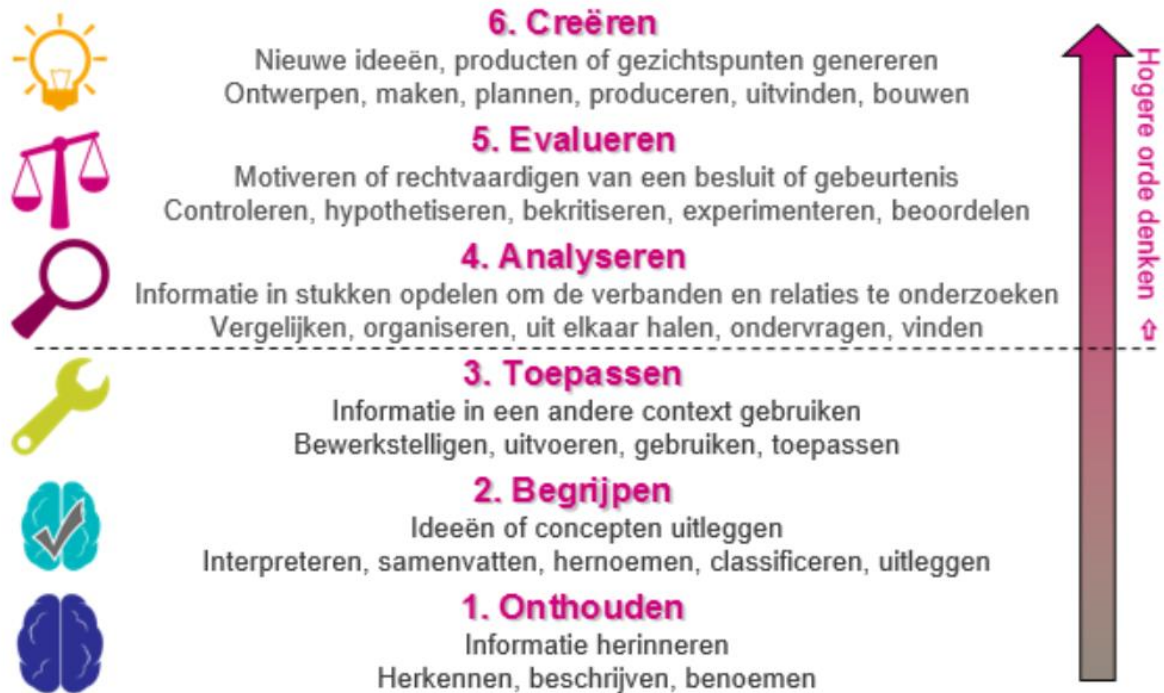 6. Creëren
Nieuwe ideeën, producten of gezichtspunten genereren
Ontwerpen, maken, plannen, produceren, uitvinden, bouwen
5. Evalueren
Motiveren of rechtvaardigen van een besluit of gebeurtenis
Controleren, hypothetiseren, bekritiseren, experimenteren, beoordelen
4. Analyseren
Informatie in stukken opdelen om de verbanden en relaties te onderzoeken
Vergelijken, organiseren, uit elkaar halen, ondervragen, vinden
3. Toepassen
Informatie in een andere context gebruiken
Bewerkstelligen, uitvoeren, gebruiken, toepassen
2. Begrijpen
Ideeën of concepten uitleggen
Interpreteren, samenvatten, hernoemen, classificeren, uitleggen
1. Onthouden
Informatie herinneren
Herkennen, beschrijven, benoemen
Hogere orde denken